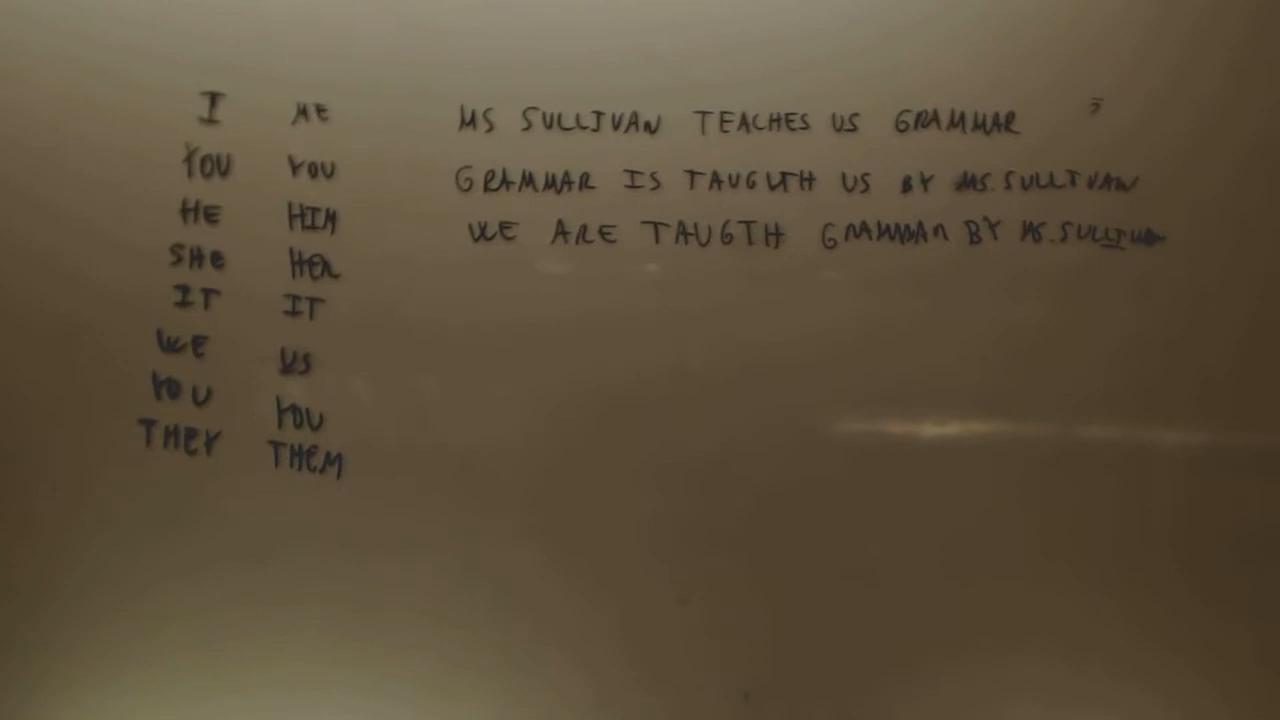 I ME
YOU YOU
HE HIM
SHE HER
IT IT
WE US
YOU YOU
THEY THEM
MS SULLIVAN TEACHES US GRAMMAR
GRAMMAR IS TAUGUTH US BY MS. SULLIVAN
WE ARE TAUGTH GRAMMAR BY MS. SULLIVAN